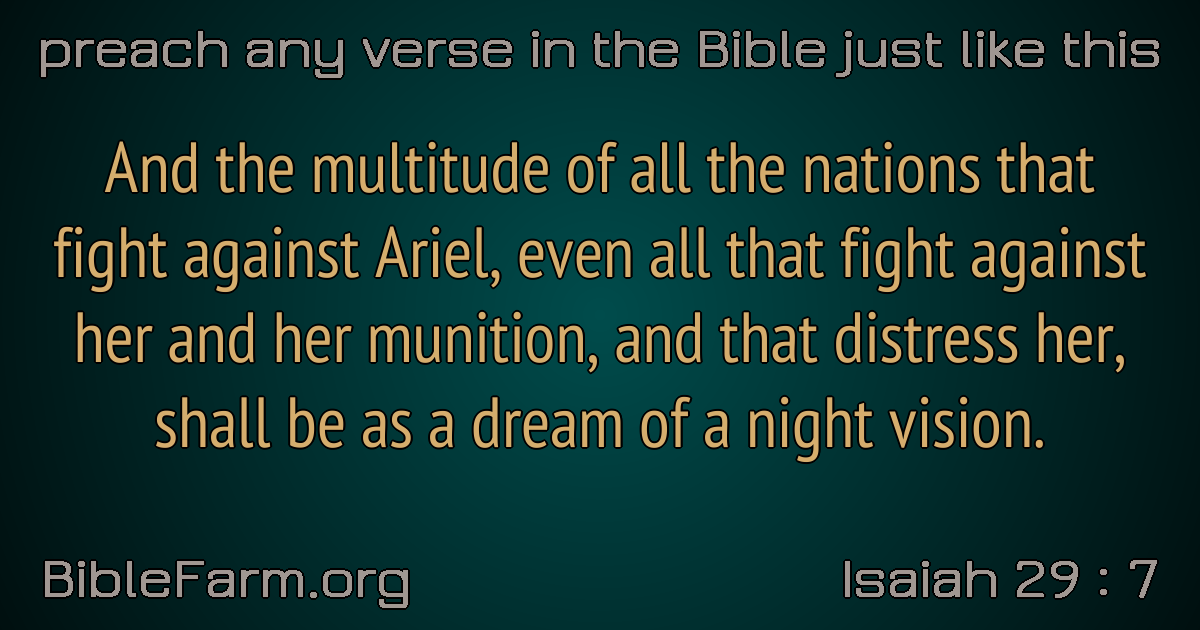 preach any verse in the Bible just like this
And the multitude of all the nations that
fight against Ariel, even all that fight against
her and her munition, and that distress her,
shall be as a dream of a night vision.
BibleFarm.org
Isaiah 29 : 7